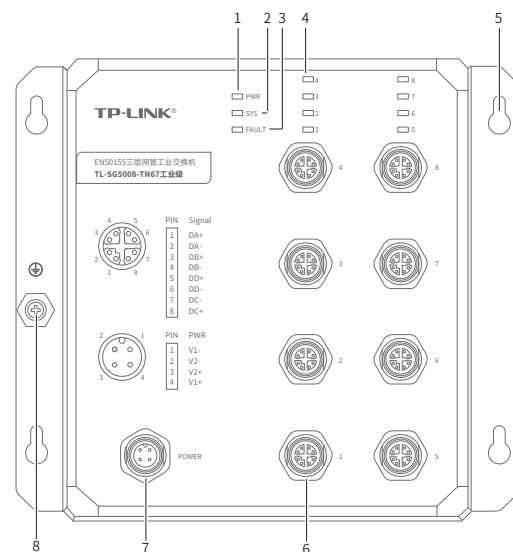 1 2 3 4 5
4 8
PWR 3 7
TP-LINK®
SYS 2 6
FAULT 1 5
EN50155三层网管工业交换机
TL-SG5008-TN67工业级
4 8
4 5 PIN Signal
3 6 1 DA+
2 DA-
3 DB+
4 DB-
2 7 5 DD+
6 DD-
1 8 7 DC-
8 DC+
3 7
2 1 PIN PWR
1 V1-
2 V2-
3 V2+
3 4 4 V1+
2 6
POWER 1 5
8 7 6